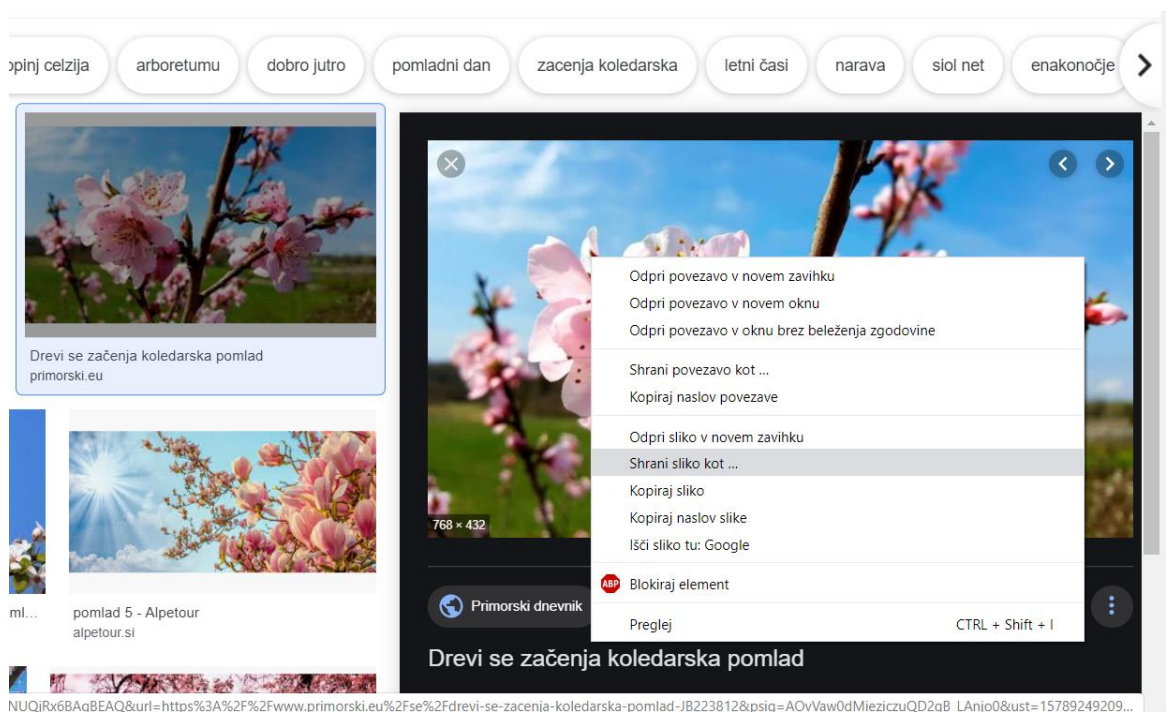 opinj celzija
arboretumu
dobro jutro
pomladni dan
zacenja koledarska
letni časi
narava
siol net
enakonočje
Drevi se začenja koledarska pomlad
primorski.eu
ml...
pomlad 5 - Alpetour
alpetour.si
768 × 432
Odpri povezavo v novem zavihku
Odpri povezavo v novem oknu
Odpri povezavo v oknu brez beleženja zgodovine
Shrani povezavo kot ...
Kopiraj naslov povezave
Odpri sliko v novem zavihku
Shrani sliko kot ...
Kopiraj sliko
Kopiraj naslov slike
Išči sliko tu: Google
ABP Blokiraj element
Preglej CTRL + Shift + I
Primorski dnevnik
Drevi se začenja koledarska pomlad
NUQjRx6BAgBEAQ&url=https%3A%2F%2Fwww.primorski.eu%2Fse%2Fdrevi-se-zacenja-koledarska-pomlad-JB223812&psig=AOvVaw0dMiezjczuQD2gB_LAnjo0&ust=15789249209...